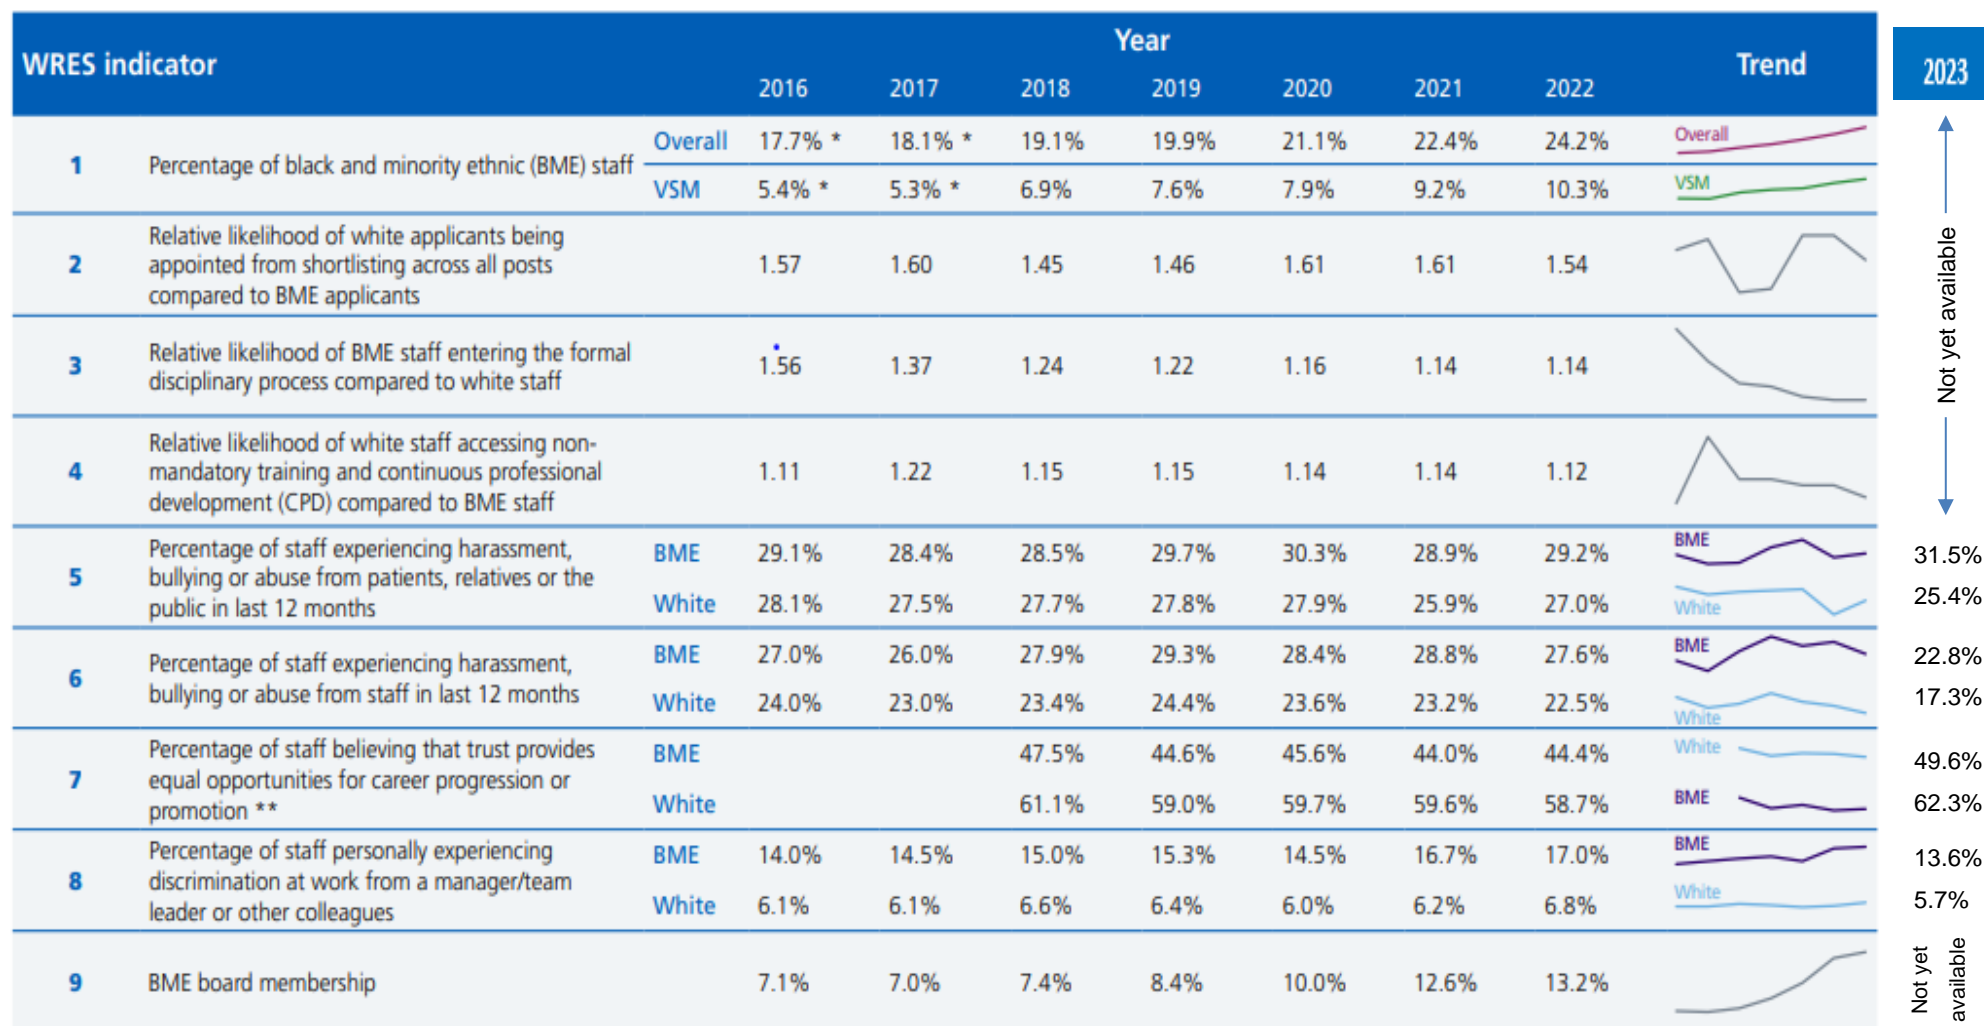 WRES indicator
Year
Trend
2023
2016 2017 2018 2019 2020 2021 2022
1
Percentage of black and minority ethnic (BME) staff
Overall 17.7% * 18.1% * 19.1% 19.9% 21.1% 22.4% 24.2% Overall
VSM 5.4% * 5.3% * 6.9% 7.6% 7.9% 9.2% 10.3% VSM
Not yet available
2
Relative likelihood of white applicants being
appointed from shortlisting across all posts
compared to BME applicants
1.57 1.60 1.45 1.46 1.61 1.61 1.54
3
Relative likelihood of BME staff entering the formal
disciplinary process compared to white staff
1.56 1.37 1.24 1.22 1.16 1.14 1.14
4
Relative likelihood of white staff accessing non-
mandatory training and continuous professional
development (CPD) compared to BME staff
1.11 1.22 1.15 1.15 1.14 1.14 1.12
5
Percentage of staff experiencing harassment,
bullying or abuse from patients, relatives or the
public in last 12 months
BME 29.1% 28.4% 28.5% 29.7% 30.3% 28.9% 29.2% BME 31.5%
White 28.1% 27.5% 27.7% 27.8% 27.9% 25.9% 27.0% White 25.4%
6
Percentage of staff experiencing harassment,
bullying or abuse from staff in last 12 months
BME 27.0% 26.0% 27.9% 29.3% 28.4% 28.8% 27.6% BME 22.8%
White 24.0% 23.0% 23.4% 24.4% 23.6% 23.2% 22.5% White 17.3%
7
Percentage of staff believing that trust provides
equal opportunities for career progression or
promotion **
BME 47.5% 44.6% 45.6% 44.0% 44.4% White 49.6%
White 61.1% 59.0% 59.7% 59.6% 58.7% BME 62.3%
8
Percentage of staff personally experiencing
discrimination at work from a manager/team
leader or other colleagues
BME 14.0% 14.5% 15.0% 15.3% 14.5% 16.7% 17.0% BME 13.6%
White 6.1% 6.1% 6.6% 6.4% 6.0% 6.2% 6.8% White 5.7%
9
BME board membership
7.1% 7.0% 7.4% 8.4% 10.0% 12.6% 13.2%
Not yet
available